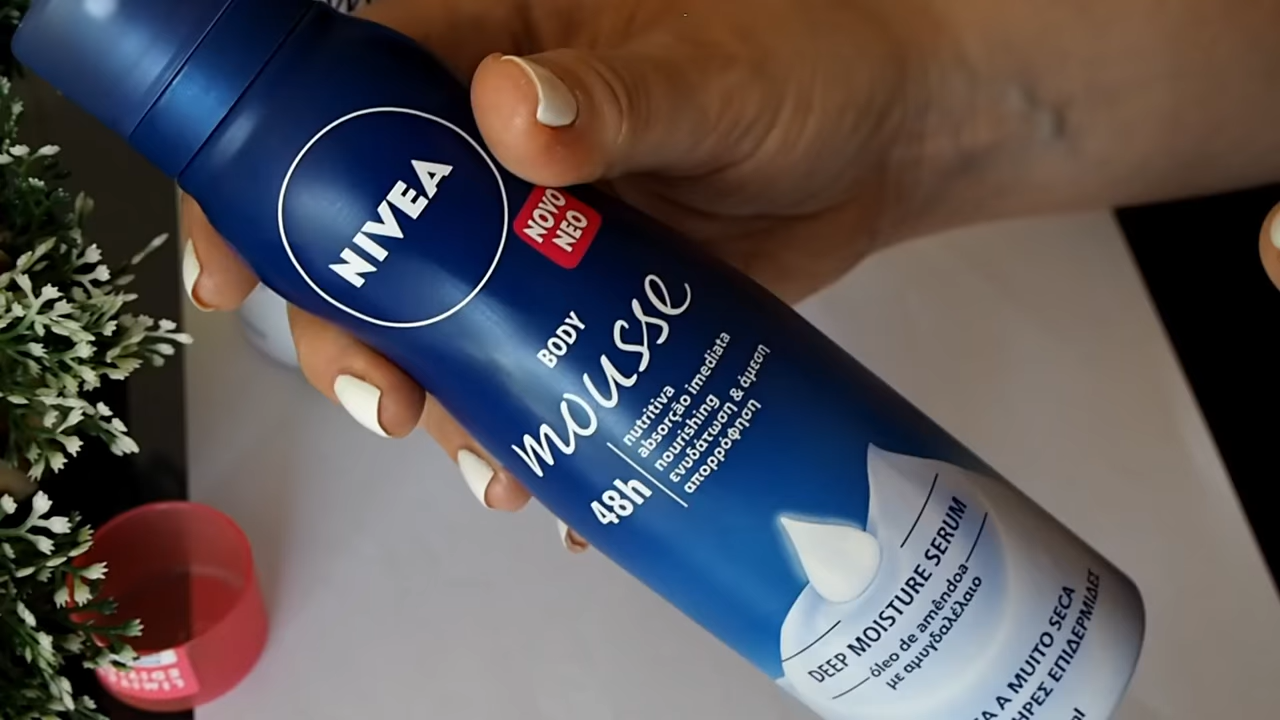 NIVEA
NOVO
NEO
BODY
mousse
48h
nutritiva
absorção imediata
nourishing
ενυδάτωση & άμεση
απορρόφηση
DEEP MOISTURE SERUM
óleo de amêndoa
με αμυγδαλέλαιο
A MUITO SECA
ΕΠΙΔΕΡΜΙΔΕΣ
LIMITED